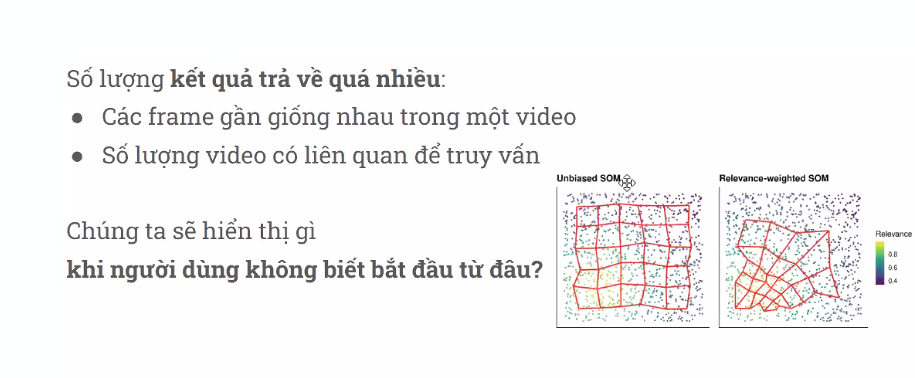 Số lượng kết quả trả về quá nhiều:
● Các frame gần giống nhau trong một video
● Số lượng video có liên quan để truy vấn
Chúng ta sẽ hiển thị gì
khi người dùng không biết bắt đầu từ đâu?
Unbiased SOM
Relevance-weighted SOM
Relevance
0.8
0.6
0.4